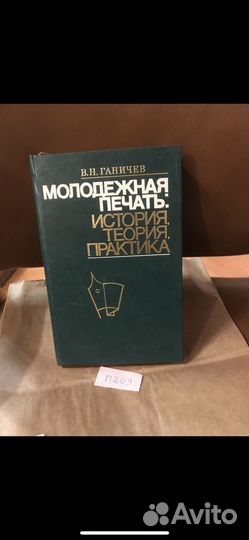 В.Н. ГАНИЧЕВ
МОЛОДЕЖНАЯ
ПЕЧАТЬ:
ИСТОРИЯ,
ТЕОРИЯ,
ПРАКТИКА
П204
Avito